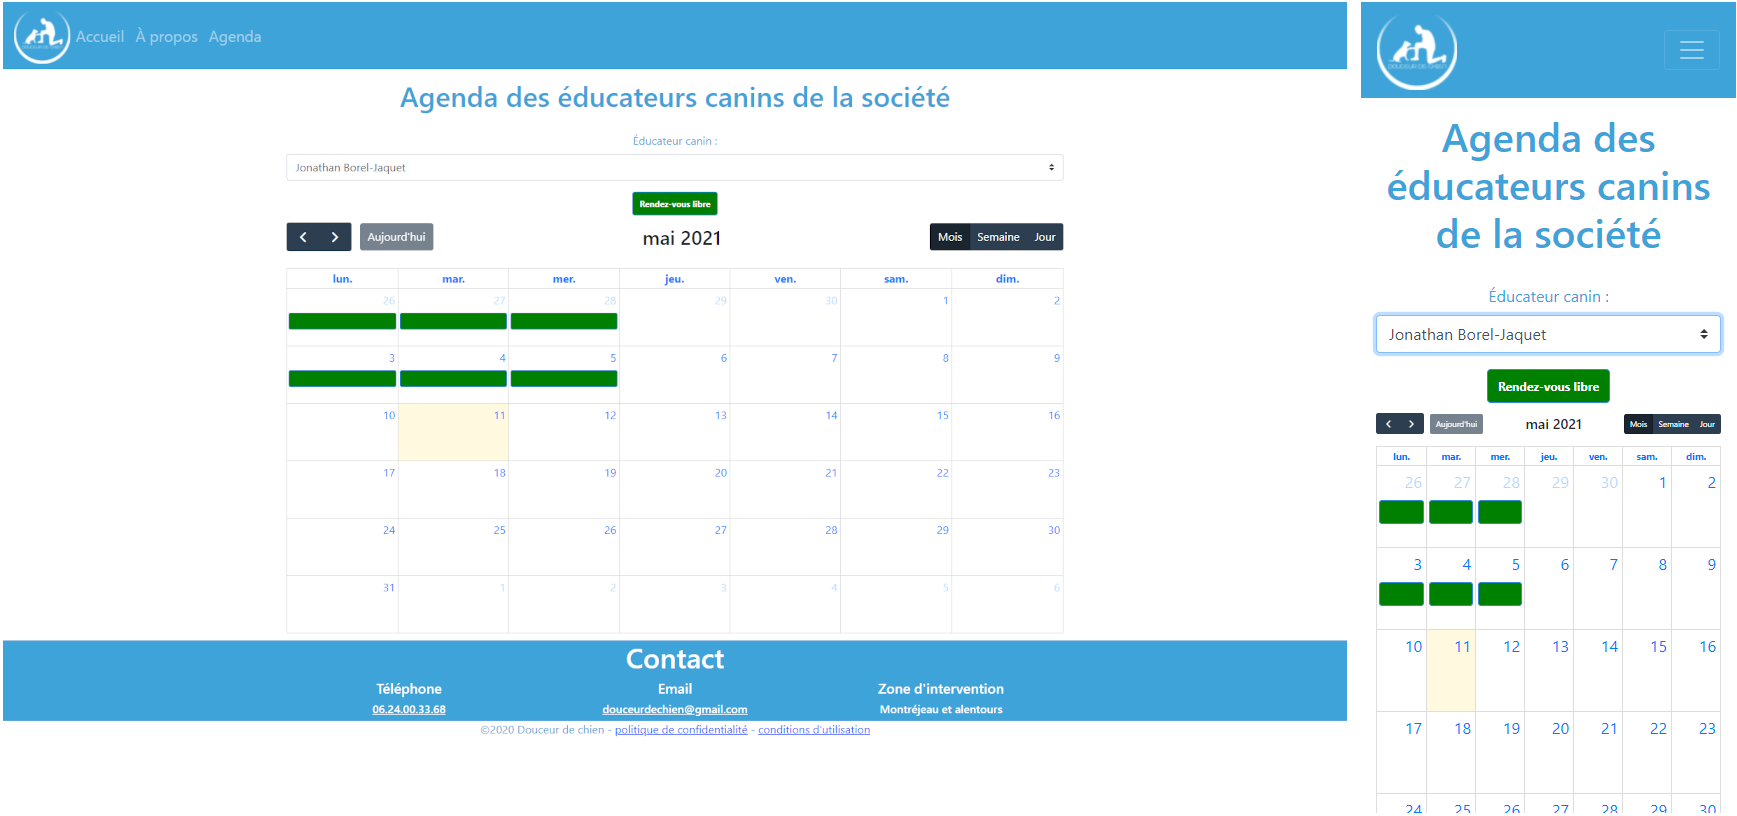 DOUCEUR DE CHIEN
Accueil À propos Agenda
Agenda des éducateurs canins de la société
Éducateur canin :
Jonathan Borel-Jaquet
Rendez-vous libre
Aujourd'hui
mai 2021
Mois Semaine Jour
lun. mar. mer. jeu. ven. sam. dim.
26 27 28 29 30 1 2
3 4 5 6 7 8 9
10 11 12 13 14 15 16
17 18 19 20 21 22 23
24 25 26 27 28 29 30
31 1 2 3 4 5 6
Contact
Téléphone Email Zone d'intervention
06.24.00.33.68 douceurdechien@gmail.com Montréjeau et alentours
©2020 Douceur de chien - politique de confidentialité - conditions d'utilisation
DOUCEUR DE CHIEN
Agenda des
éducateurs canins
de la société
Éducateur canin :
Jonathan Borel-Jaquet
Rendez-vous libre
Aujourd'hui mai 2021 Mois Semaine Jour
lun. mar. mer. jeu. ven. sam. dim.
26 27 28 29 30 1 2
3 4 5 6 7 8 9
10 11 12 13 14 15 16
17 18 19 20 21 22 23
24 25 26 27 28 29 30